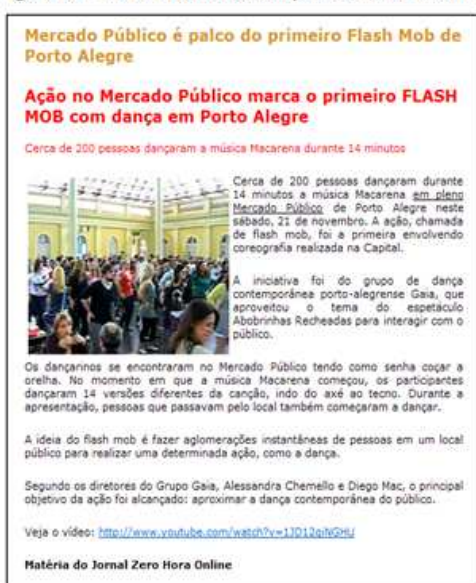 Mercado Público é palco do primeiro Flash Mob de
Porto Alegre
Ação no Mercado Público marca o primeiro FLASH
MOB com dança em Porto Alegre
Cerca de 200 pessoas dançaram a música Macarena durante 14 minutos
Cerca de 200 pessoas dançaram durante
14 minutos a música Macarena em pleno
Mercado Público de Porto Alegre neste
sábado, 21 de novembro. A ação, chamada
de flash mob, foi a primeira envolvendo
coreografia realizada na Capital.
A iniciativa foi do grupo de dança
contemporânea porto-alegrense Gaia, que
aproveitou o tema do espetáculo
Abobrinhas Recheadas para interagir com o
público.
Os dançarinos se encontraram no Mercado Público tendo como senha coçar a
orelha. No momento em que a música Macarena começou, os participantes
dançaram 14 versões diferentes da canção, indo do axé ao tecno. Durante a
apresentação, pessoas que passavam pelo local também começaram a dançar.
A ideia do flash mob é fazer aglomerações instantâneas de pessoas em um local
público para realizar uma determinada ação, como a dança.
Segundo os diretores do Grupo Gaia, Alessandra Chemello e Diego Mac, o principal
objetivo da ação foi alcançado: aproximar a dança contemporânea do público.
Veja o vídeo: http://www.youtube.com/watch?v=1JD12qiNGHU
Matéria do Jornal Zero Hora Online